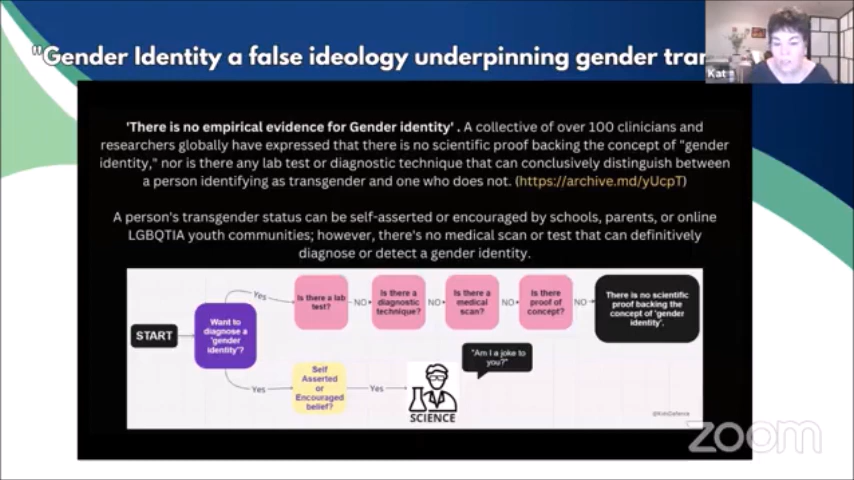 "Gender Identity a false ideology underpinning gender tran
Kat
'There is no empirical evidence for Gender identity' . A collective of over 100 clinicians and
researchers globally have expressed that there is no scientific proof backing the concept of "gender
identity," nor is there any lab test or diagnostic technique that can conclusively distinguish between
a person identifying as transgender and one who does not. (https://archive.md/yUcpT)
A person's transgender status can be self-asserted or encouraged by schools, parents, or online
LGBQTIA youth communities; however, there's no medical scan or test that can definitively
diagnose or detect a gender identity.
START
Want to
diagnose a
'gender
identity'?
Yes
Is there a lab
test?
NO
Is there a
diagnostic
technique?
NO
Is there a
medical
scan?
NO
Is there
proof of
concept?
NO
There is no scientific
proof backing the
concept of 'gender
identity'.
Yes
Self
Asserted
or
Encouraged
belief?
Yes
"Am I a joke to
you?"
SCIENCE
zoom